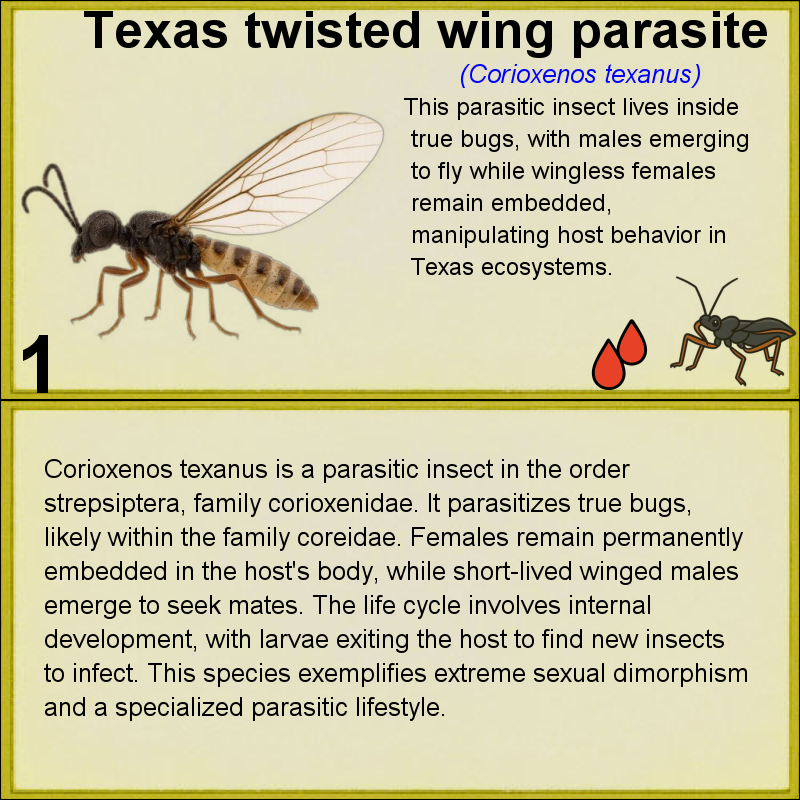 Texas twisted wing parasite
(Corioxenos texanus)
This parasitic insect lives inside
true bugs, with males emerging
to fly while wingless females
remain embedded,
manipulating host behavior in
Texas ecosystems.
1
Corioxenos texanus is a parasitic insect in the order
strepsiptera, family corioxenidae. It parasitizes true bugs,
likely within the family coreidae. Females remain permanently
embedded in the host's body, while short-lived winged males
emerge to seek mates. The life cycle involves internal
development, with larvae exiting the host to find new insects
to infect. This species exemplifies extreme sexual dimorphism
and a specialized parasitic lifestyle.